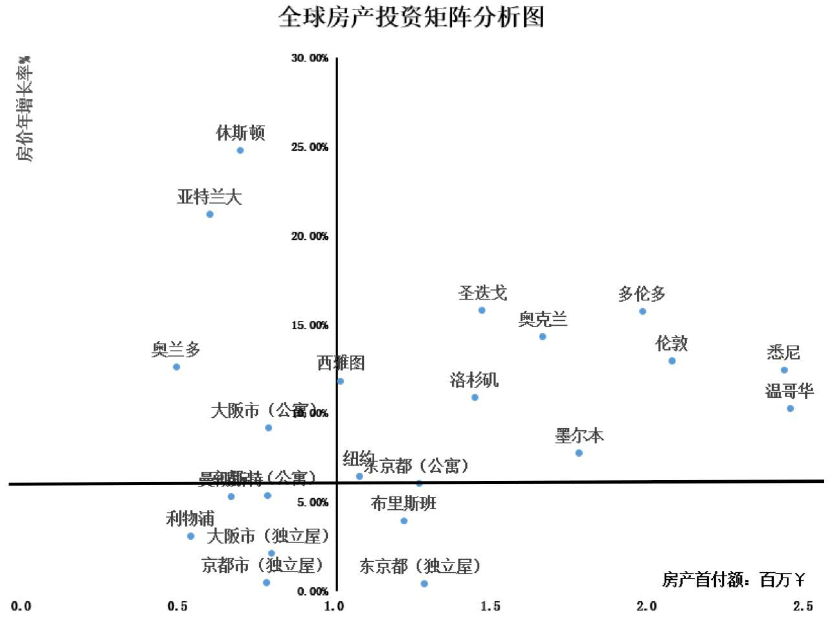 全球房产投资矩阵分析图
房价年增长率%
30.00%
休斯顿
25.00%
亚特兰大
20.00%
圣迭戈
多伦多
15.00%
奥克兰
伦敦
奥兰多
西雅图
悉尼
洛杉矶
温哥华
大阪市（公寓）
10.00%
墨尔本
纽约
东京都（公寓）
（公寓）
5.00%
布里斯班
利物浦
大阪市（独立屋）
京都市（独立屋）
东京都（独立屋）
0.00%
房产首付额：百万￥
0.0
0.5
1.0
1.5
2.0
2.5